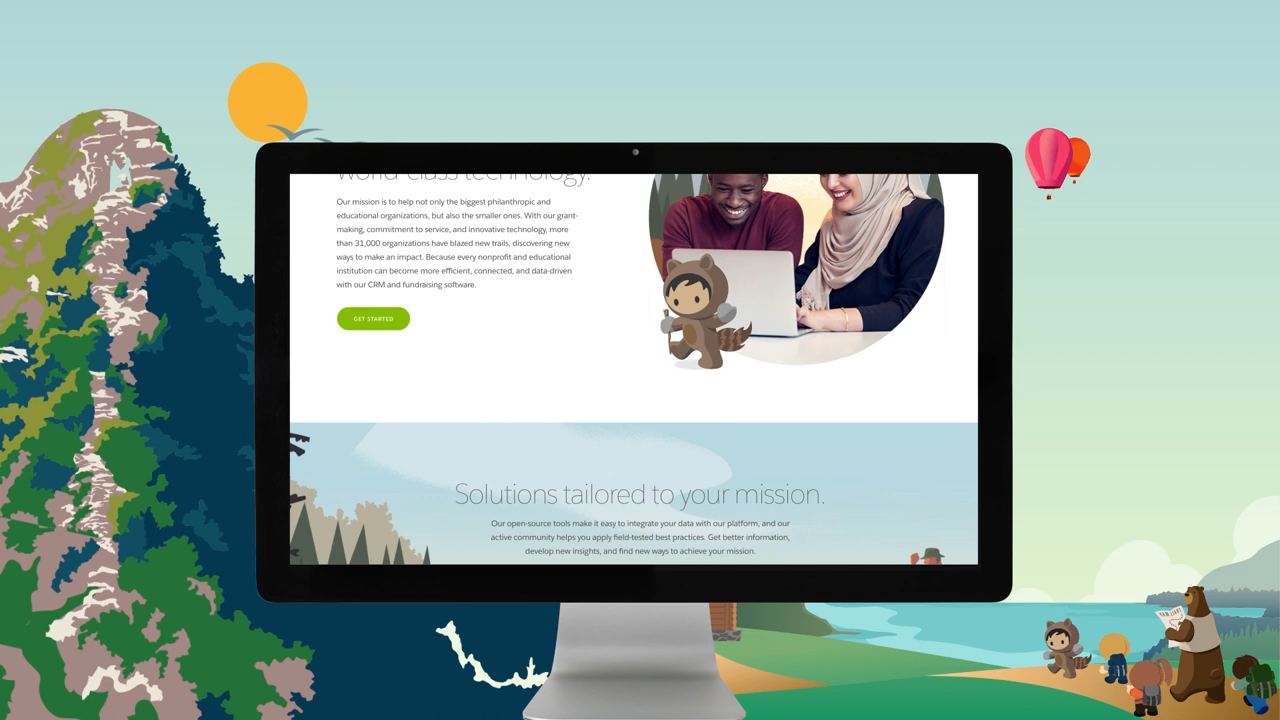 World-class technology.
Our mission is to help not only the biggest philanthropic and
educational organizations, but also the smaller ones. With our grant-
making, commitment to service, and innovative technology, more
than 31,000 organizations have blazed new trails, discovering new
ways to make an impact. Because every nonprofit and educational
institution can become more efficient, connected, and data-driven
with our CRM and fundraising software.
GET STARTED
Solutions tailored to your mission.
Our open-source tools make it easy to integrate your data with our platform, and our
active community helps you apply field-tested best practices. Get better information,
develop new insights, and find new ways to achieve your mission.